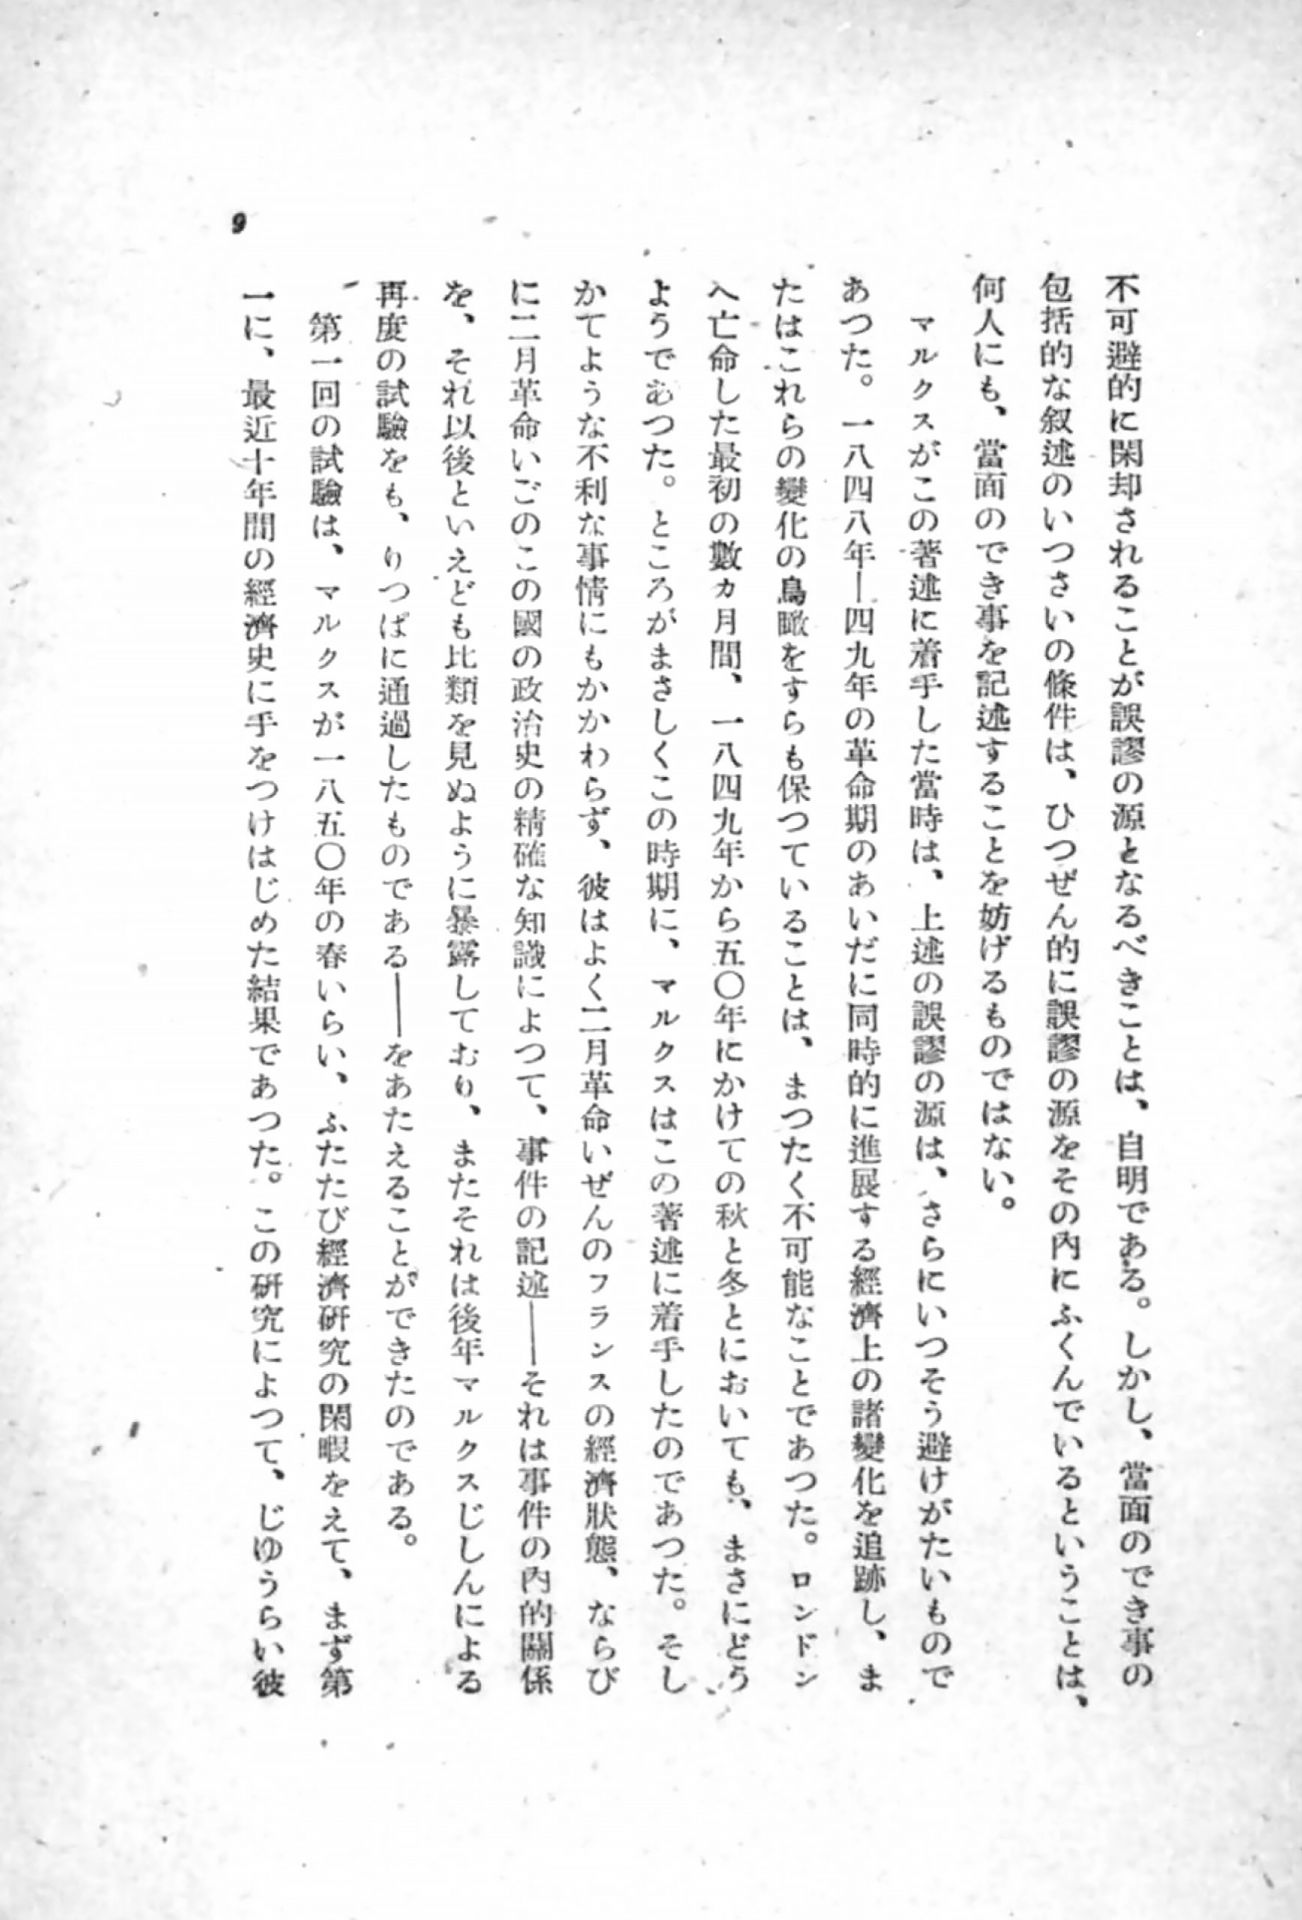 不可避的に閑却されることが誤謬の源となるべきことは、自明である。しかし、當面のでき事の
包括的な叙述のいつさいの條件は、ひつぜん的に誤謬の源をその內にふくんでいるということは、
何人にも、當面のでき事を記述することを妨げるものではない。
マルクスがこの著述に着手した當時は、上述の誤謬の源は、さらにいつそう避けがたいもので
あつた。一八四八年―四九年の革命期のあいだに同時的に進展する經濟上の諸變化を追跡し、ま
たはこれらの變化の鳥瞰をすらも保つていることは、まつたく不可能なことであつた。ロンドン
へ亡命した最初の數ヵ月間、一八四九年から五〇年にかけての秋と冬とにおいても、まさにどう
ようであつた。ところがまさしくこの時期に、マルクスはこの著述に着手したのであつた。そし
かてような不利な事情にもかかわらず、彼はよく二月革命いぜんのフランスの經濟狀態、ならび
に二月革命いごのこの國の政治史の精確な知識によつて、事件の記述――それは事件の內的關係
を、それ以後といえども比類を見ぬように暴露しており、またそれは後年マルクスじしんによる
再度の試驗をも、りつぱに通過したものである――をあたえることができたのである。
第一回の試驗は、マルクスが一八五〇年の春いらい、ふたたび經濟研究の閑暇をえて、まず第
一に、最近十年間の經濟史に手をつけはじめた結果であつた。この研究によつて、じゆうらい彼
9